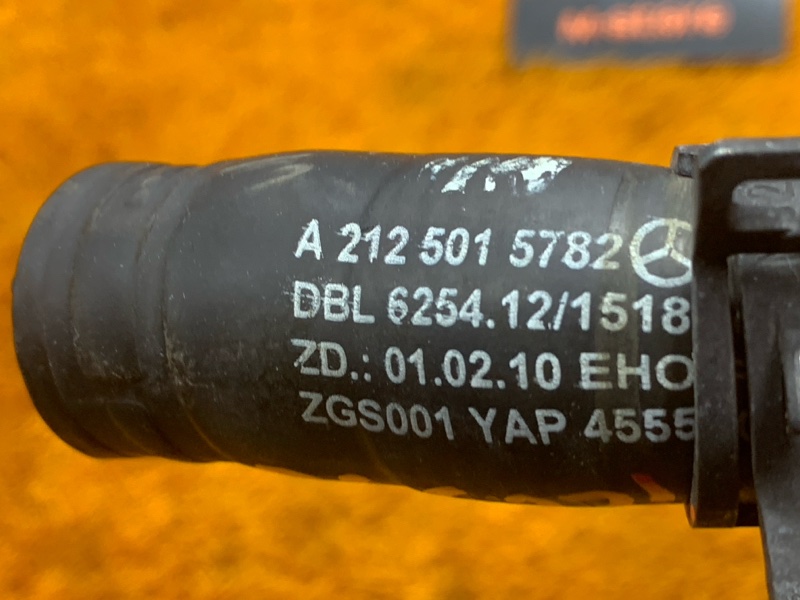 A 212 501 5782
DBL 6254.12/1518
ZD.: 01.02.10 EHO
ZGS001 YAP 4555